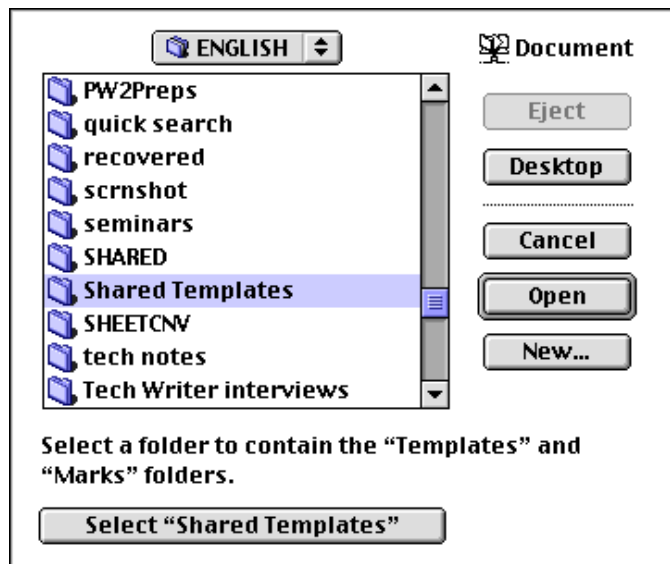 ENGLISH
Document
PW2Preps
quick search
recovered
scrnshot
seminars
SHARED
Shared Templates
SHEETCNV
tech notes
Tech Writer interviews
Eject
Desktop
Cancel
Open
New...
Select a folder to contain the “Templates” and
“Marks” folders.
Select “Shared Templates”